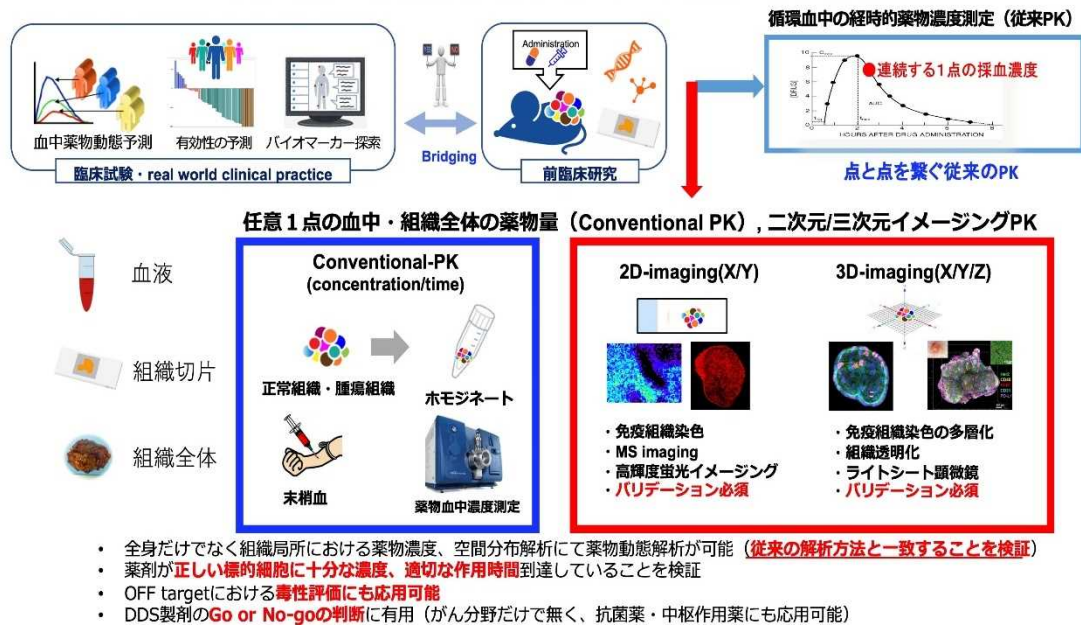 循環血中の経時的薬物濃度測定（従来PK）
血中薬物動態予測
有効性の予測
バイオマーカー探索
臨床試験・real world clinical practice
Bridging
Administration
前臨床研究
[DRUG]
10
8
6
4
2
0
AUC
0 2 4 6 8
HOURS AFTER DRUG ADMINISTRATION
連続する1点の採血濃度
点と点を繋ぐ従来のPK
任意１点の血中・組織全体の薬物量（Conventional PK）, 二次元/三次元イメージングPK
血液
組織切片
組織全体
Conventional-PK
(concentration/time)
正常組織・腫瘍組織
ホモジネート
末梢血
薬物血中濃度測定
2D-imaging(X/Y)
・免疫組織染色
・MS imaging
・高輝度蛍光イメージング
・バリデーション必須
3D-imaging(X/Y/Z)
・免疫組織染色の多層化
・組織透明化
・ライトシート顕微鏡
・バリデーション必須
• 全身だけでなく組織局所における薬物濃度、空間分布解析にて薬物動態解析が可能（従来の解析方法と一致することを検証）
• 薬剤が正しい標的細胞に十分な濃度、適切な作用時間到達していることを検証
• OFF targetにおける毒性評価にも応用可能
• DDS製剤のGo or No-goの判断に有用（がん分野だけで無く、抗菌薬・中枢作用薬にも応用可能）